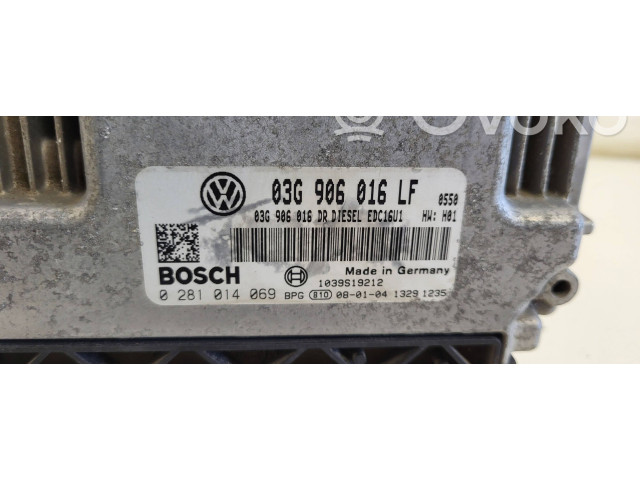 03G 906 016 LF 0550
03G 906 016 DR DIESEL EDC16U1 HW: H01
BOSCH Made in Germany
1039S19212
0 281 014 069 BPG 810 08-01-04 1329 1235